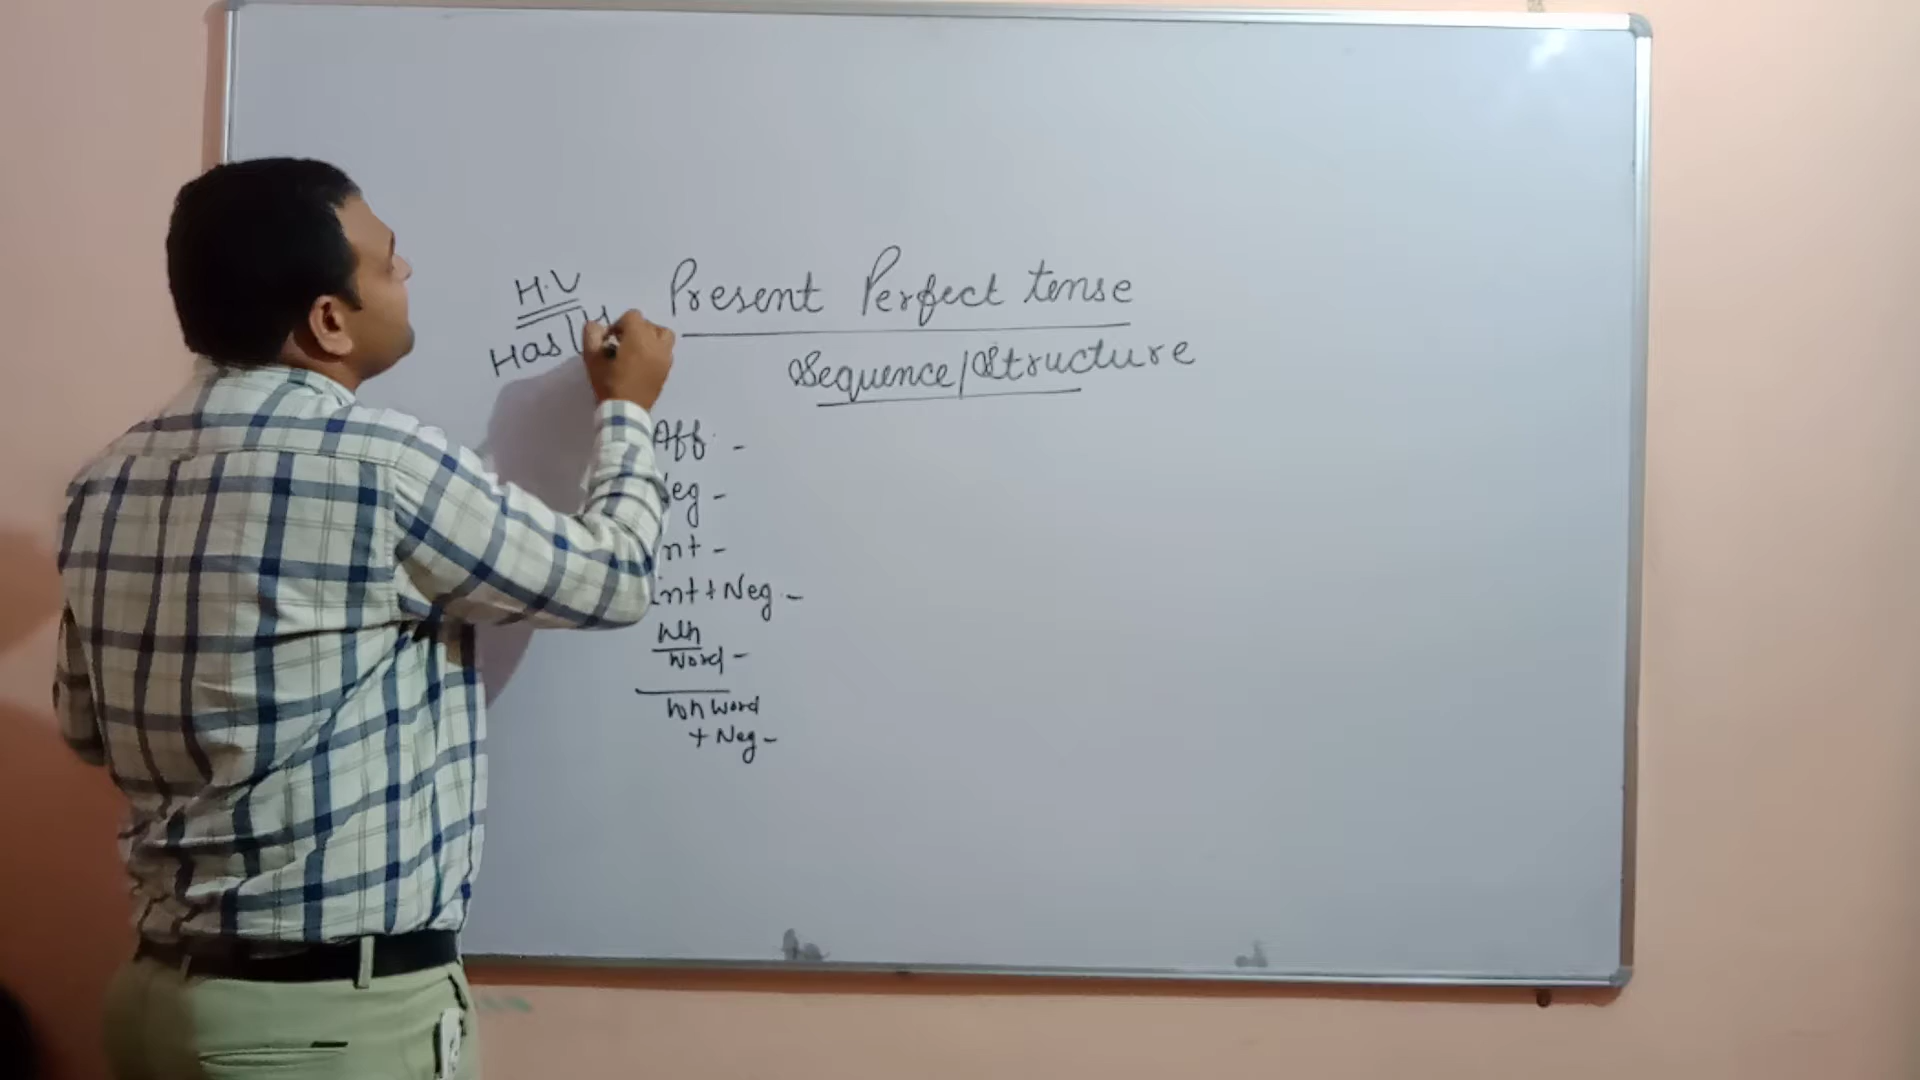 H.V
Present Perfect tense
Has
Sequence/Structure
Aff. -
eg -
nt -
int + Neg. -
Wh
Word -
Wh Word
+ Neg -